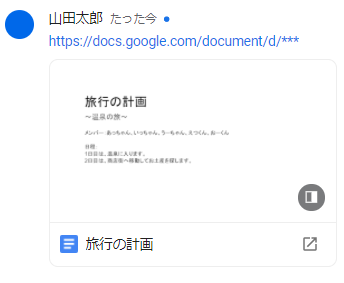 山田太郎 たった今
https://docs.google.com/document/d/***
旅行の計画
～温泉の旅～
メンバー：あっちゃん、いっちゃん、うーちゃん、えつくん、おーくん
日程
1日目は、温泉に入ります。
2日目は、商店街へ移動してお土産を探します。
旅行の計画